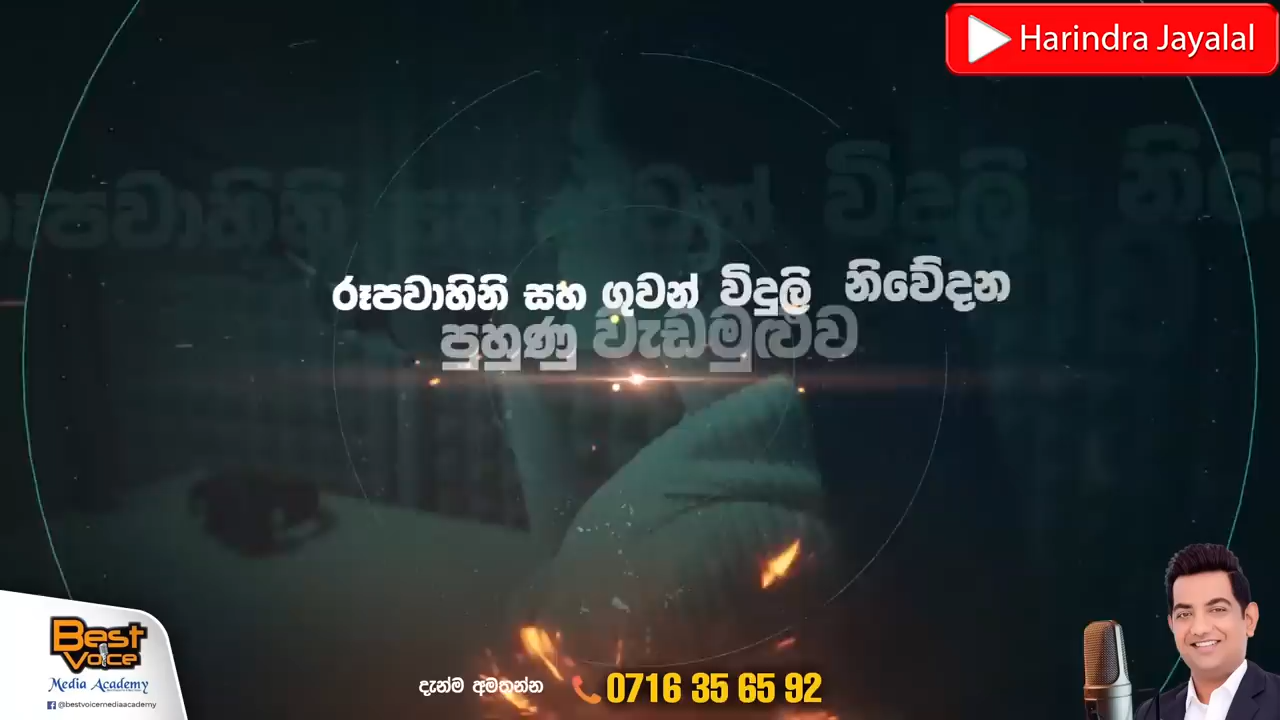 Harindra Jayalal
රූපවාහිනි සහ ගුවන් විදුලි නිවේදන
පුහුණු වැඩමුළුව
Best
Voice
Media Academy
@bestvoicemediaacademy
දැන්ම අමතන්න 0716 35 65 92